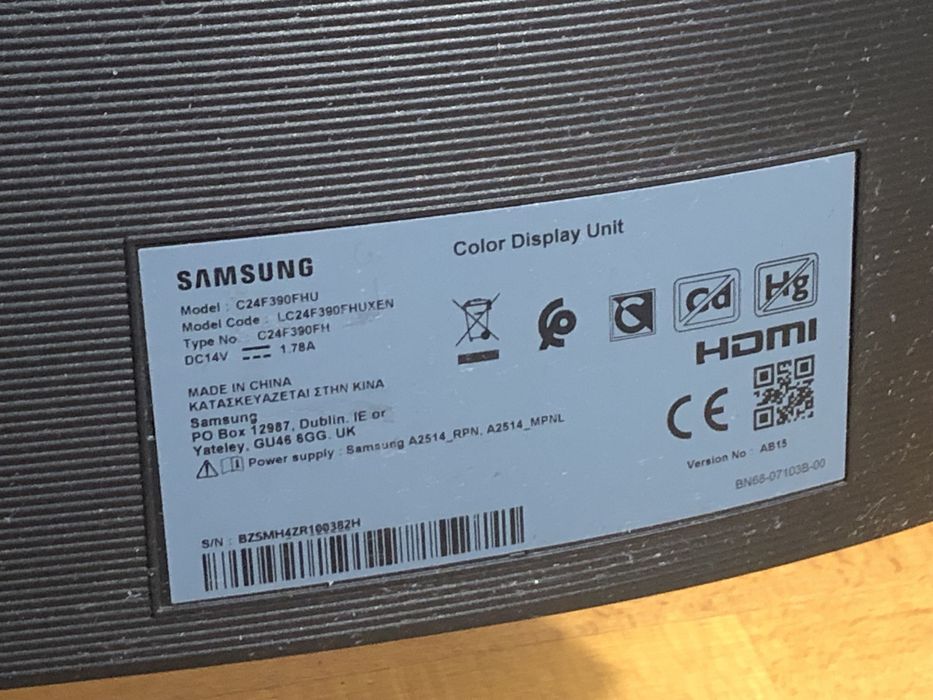 SAMSUNG
Color Display Unit
Model : C24F390FHU
Model Code : LC24F390FHUXEN
Type No. : C24F390FH
DC14V 1.78A
Cd
Hg
HDMI
MADE IN CHINA
ΚΑΤΑΣΚΕΥΑΖΕΤΑΙ ΣΤΗΝ ΚΙΝΑ
Samsung
PO Box 12987, Dublin. IE or
Yateley, GU46 6GG. UK
Power supply : Samsung A2514_RPN, A2514_MPNL
CE
Version No : AB15
BN68-07103B-00
S/N : BZSMH4ZR100382H